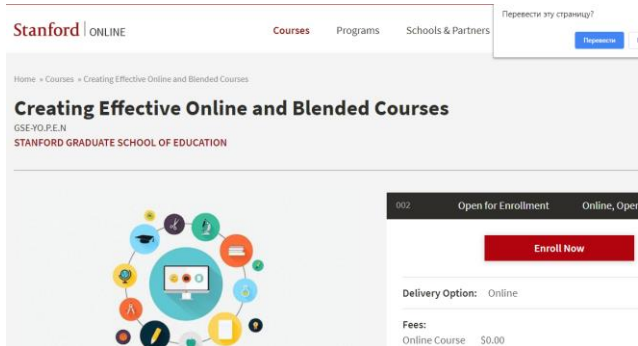 Stanford | ONLINE
Courses Programs Schools & Partners
Перевести эту страницу?
Перевести
Home » Courses » Creating Effective Online and Blended Courses
Creating Effective Online and Blended Courses
GSE-YO.P.E.N
STANFORD GRADUATE SCHOOL OF EDUCATION
002 Open for Enrollment Online, Open
Enroll Now
Delivery Option: Online
Fees:
Online Course $0.00